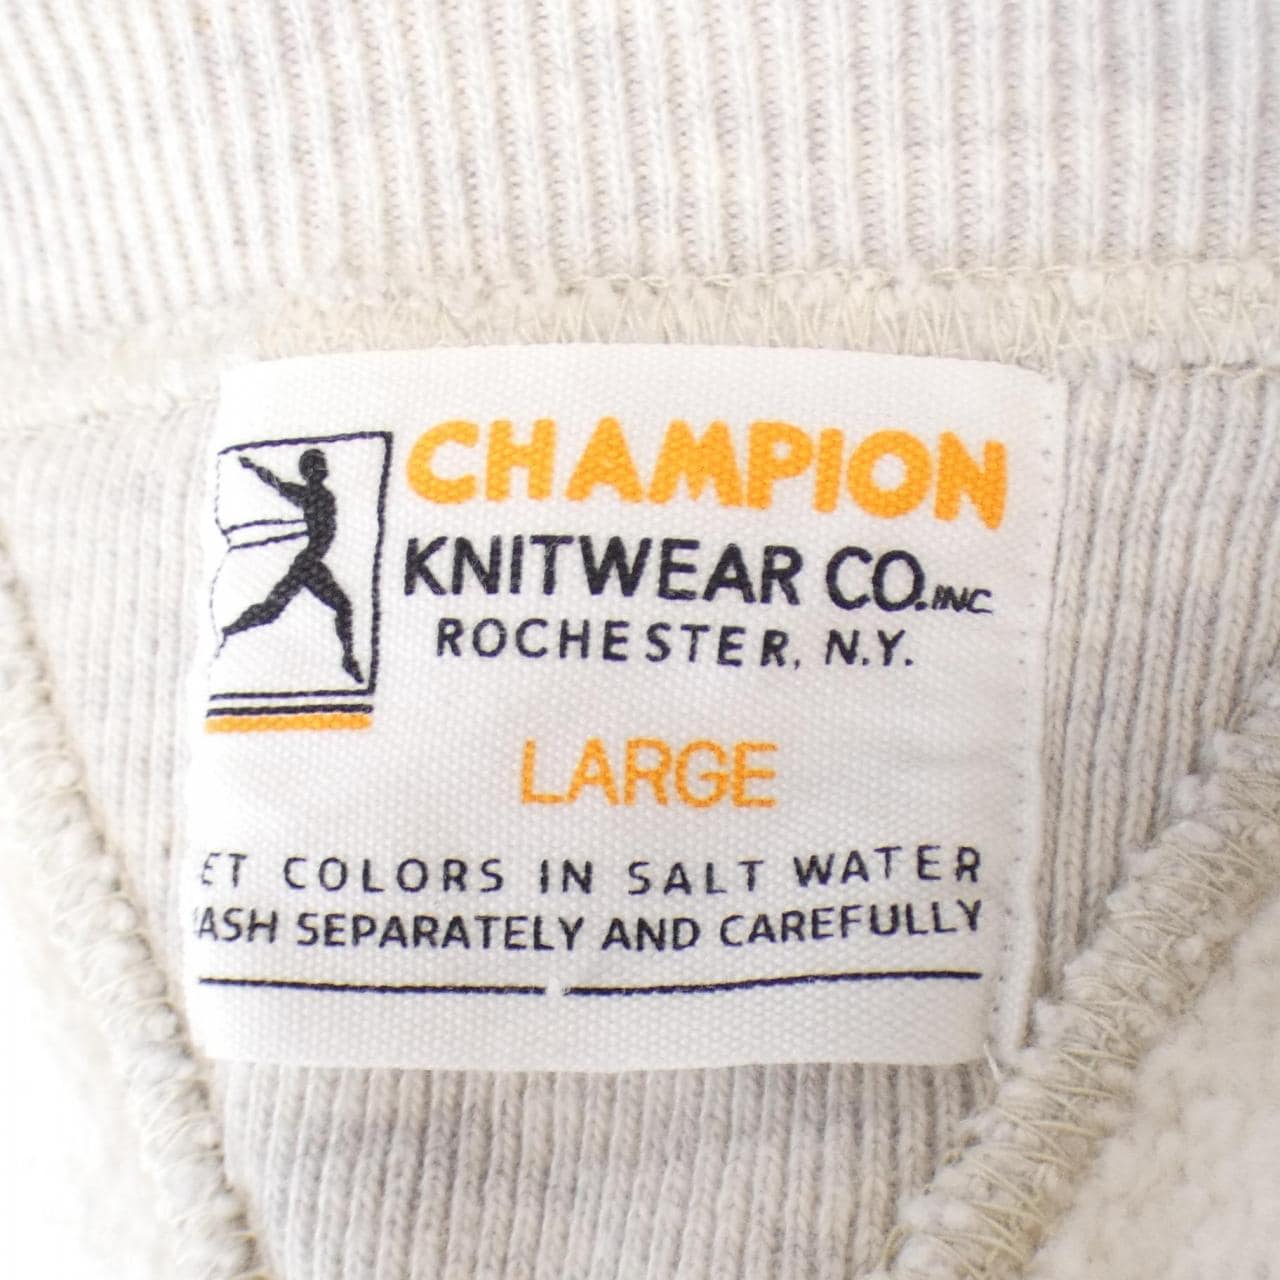 CHAMPION
KNITWEAR CO. INC
ROCHESTER, N.Y.
LARGE
ET COLORS IN SALT WATER
ASH SEPARATELY AND CAREFULLY